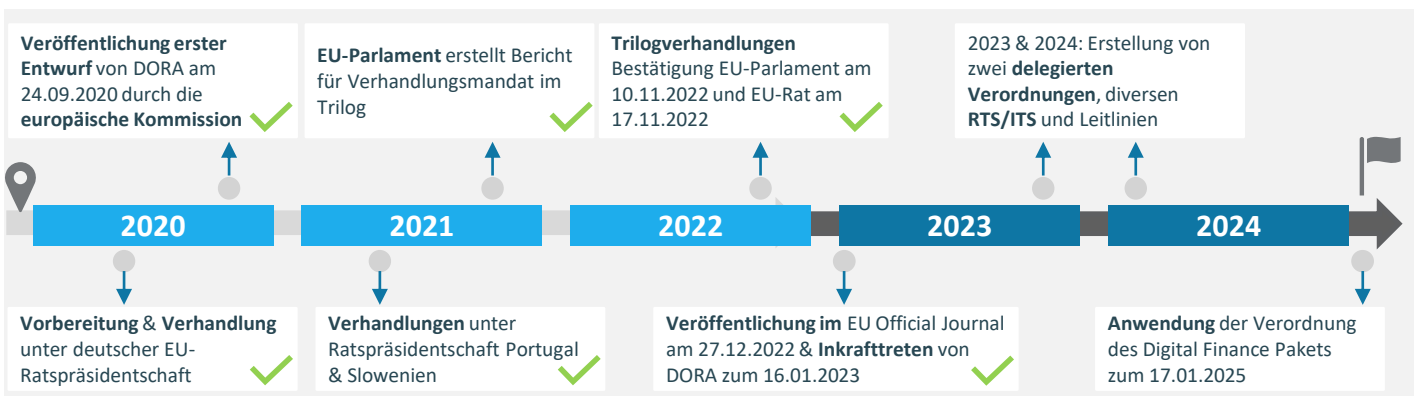 Veröffentlichung erster
Entwurf von DORA am
24.09.2020 durch die
europäische Kommission
EU-Parlament erstellt Bericht
für Verhandlungsmandat im
Trilog
Trilogverhandlungen
Bestätigung EU-Parlament am
10.11.2022 und EU-Rat am
17.11.2022
2023 & 2024: Erstellung von
zwei delegierten
Verordnungen, diversen
RTS/ITS und Leitlinien
2020
2021
2022
2023
2024
Vorbereitung & Verhandlung
unter deutscher EU-
Ratspräsidentschaft
Verhandlungen unter
Ratspräsidentschaft Portugal
& Slowenien
Veröffentlichung im EU Official Journal
am 27.12.2022 & Inkrafttreten von
DORA zum 16.01.2023
Anwendung der Verordnung
des Digital Finance Pakets
zum 17.01.2025